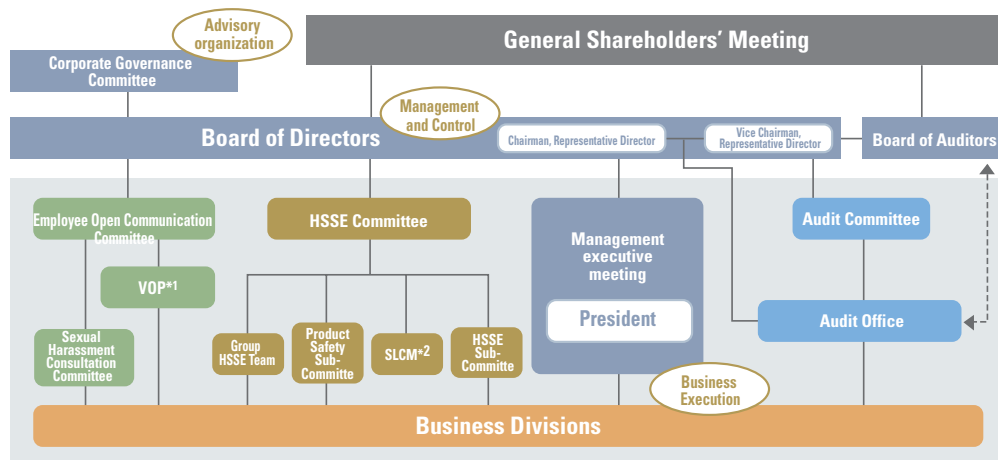 Advisory
organization
General Shareholders' Meeting
Corporate Governance
Committee
Management
and Control
Board of Directors
Chairman, Representative Director
Vice Chairman,
Representative Director
Board of Auditors
Employee Open Communication
Committee
HSSE Committee
Management
executive
meeting
Audit Committee
VOP*1
President
Audit Office
Sexual
Harassment
Consultation
Committee
Group
HSSE Team
Product
Safety
Sub-
Committe
SLCM*2
HSSE
Sub-
Committe
Business
Execution
Business Divisions